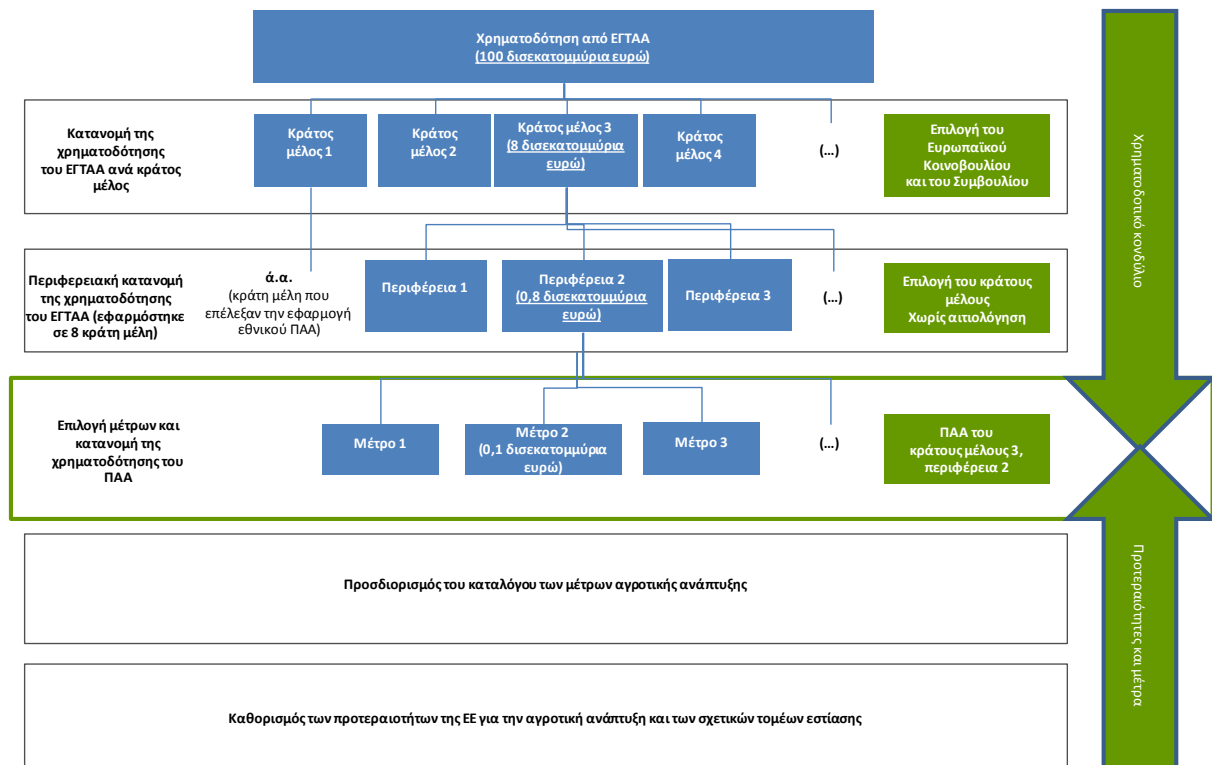 Χρηματοδότηση από ΕΓΤΑΑ
(100 δισεκατομμύρια ευρώ)
Κατανομή της
χρηματοδότησης
του ΕΓΤΑΑ ανά κράτος
μέλος
Κράτος
μέλος 1
Κράτος
μέλος 2
Κράτος μέλος 3
(8 δισεκατομμύρια
ευρώ)
Κράτος
μέλος 4
(...)
Επιλογή του
Ευρωπαϊκού
Κοινοβουλίου
και του Συμβουλίου
Περιφερειακή κατανομή
της χρηματοδότησης
του ΕΓΤΑΑ (εφαρμόστηκε
σε 8 κράτη μέλη)
ά.α.
(κράτη μέλη που
επέλεξαν την εφαρμογή
εθνικού ΠΑΑ)
Περιφέρεια 1
Περιφέρεια 2
(0,8 δισεκατομμύρια
ευρώ)
Περιφέρεια 3
(...)
Επιλογή του κράτους
μέλους
Χωρίς αιτιολόγηση
Επιλογή μέτρων και
κατανομή της
χρηματοδότησης του
ΠΑΑ
Μέτρο 1
Μέτρο 2
(0,1 δισεκατομμύρια
ευρώ)
Μέτρο 3
(...)
ΠΑΑ του
κράτους μέλους 3,
περιφέρεια 2
Προσδιορισμός του καταλόγου των μέτρων αγροτικής ανάπτυξης
Καθορισμός των προτεραιοτήτων της ΕΕ για την αγροτική ανάπτυξη και των σχετικών τομέων εστίασης
Χρηματοδοτικό κονδύλιο
Προτεραιότητες και μέτρα